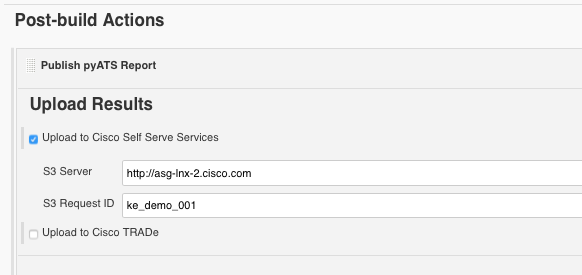 Post-build Actions
Publish pyATS Report
Upload Results
Upload to Cisco Self Serve Services
S3 Server http://asg-lnx-2.cisco.com
S3 Request ID ke_demo_001
Upload to Cisco TRADe